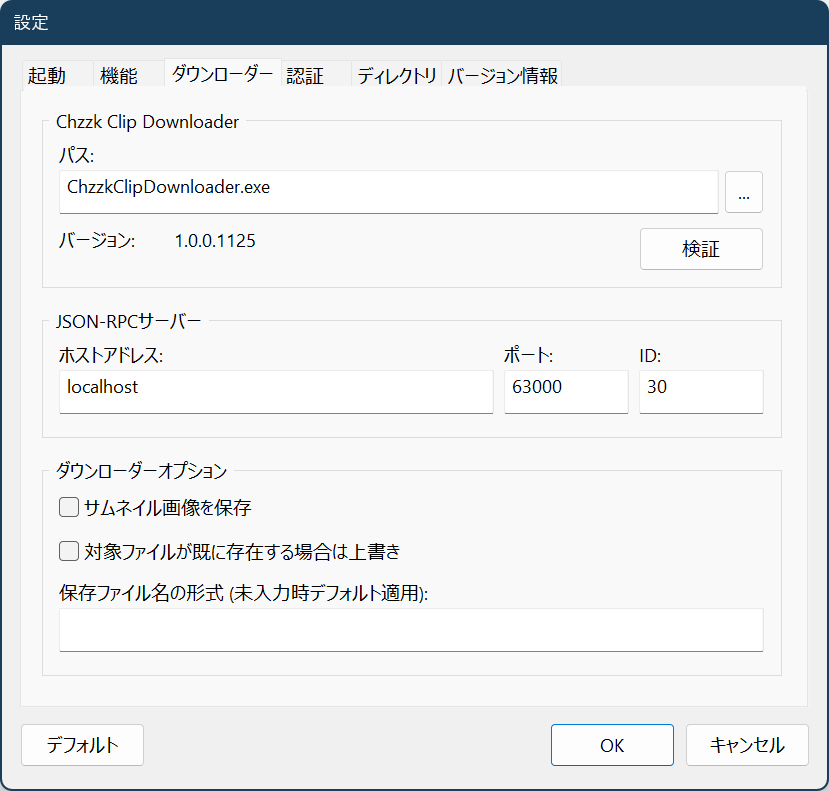 設定
起動 機能 ダウンローダー 認証 ディレクトリ バージョン情報
Chzzk Clip Downloader
パス:
ChzzkClipDownloader.exe ...
バージョン: 1.0.0.1125 検証
JSON-RPCサーバー
ホストアドレス: ポート: ID:
localhost 63000 30
ダウンローダーオプション
サムネイル画像を保存
対象ファイルが既に存在する場合は上書き
保存ファイル名の形式 (未入力時デフォルト適用):
デフォルト OK キャンセル